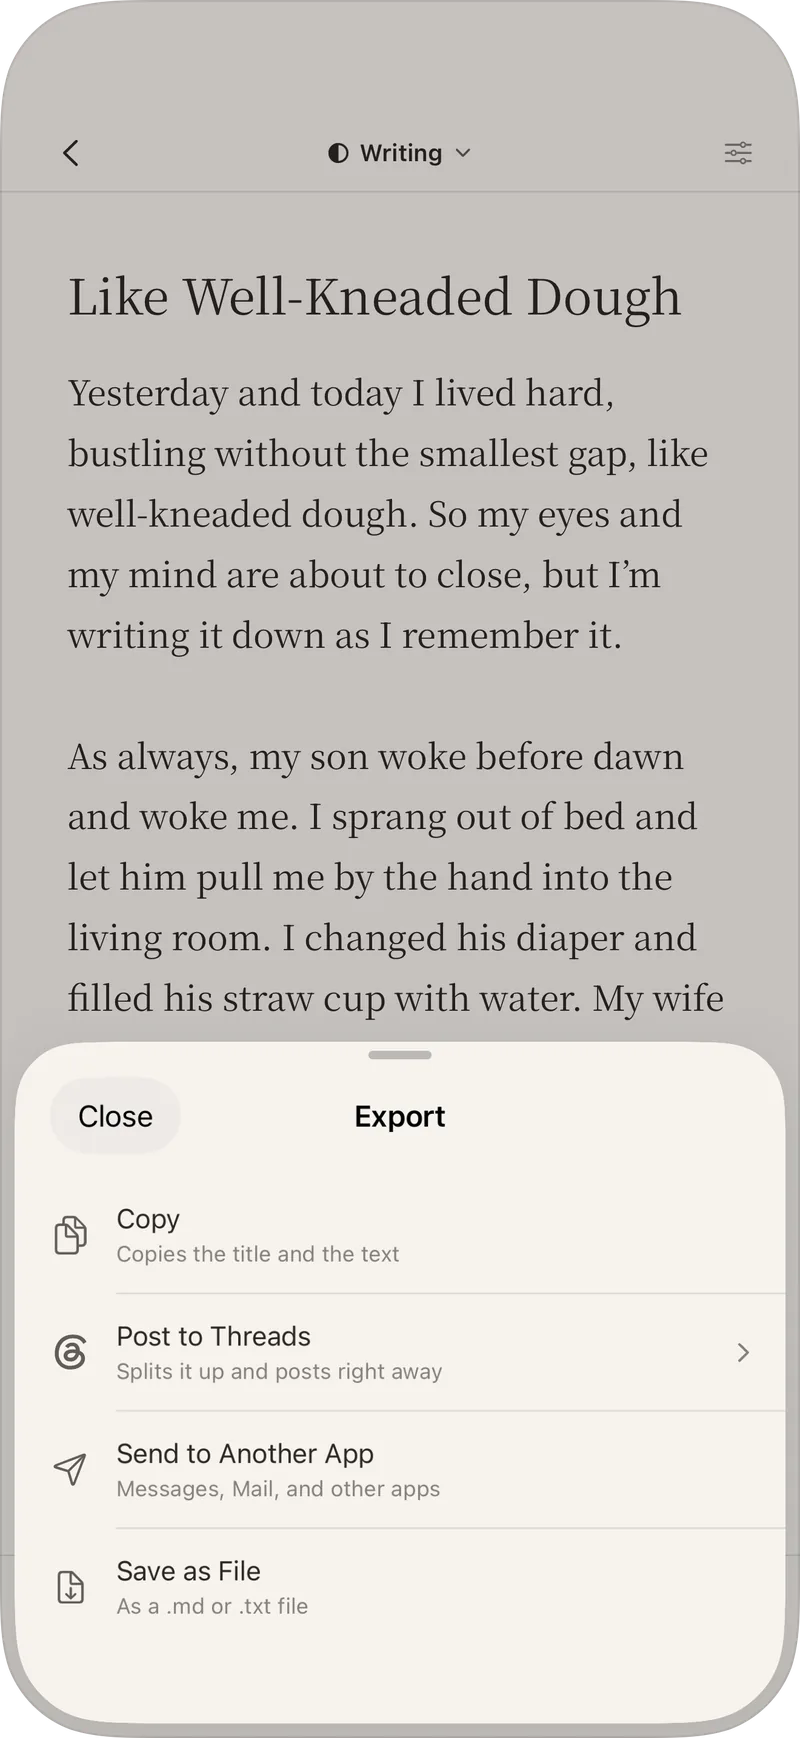 Writing
Like Well-Kneaded Dough
Yesterday and today I lived hard,
bustling without the smallest gap, like
well-kneaded dough. So my eyes and
my mind are about to close, but I’m
writing it down as I remember it.
As always, my son woke before dawn
and woke me. I sprang out of bed and
let him pull me by the hand into the
living room. I changed his diaper and
filled his straw cup with water. My wife
Close
Export
Copy
Copies the title and the text
Post to Threads
Splits it up and posts right away
Send to Another App
Messages, Mail, and other apps
Save as File
As a .md or .txt file